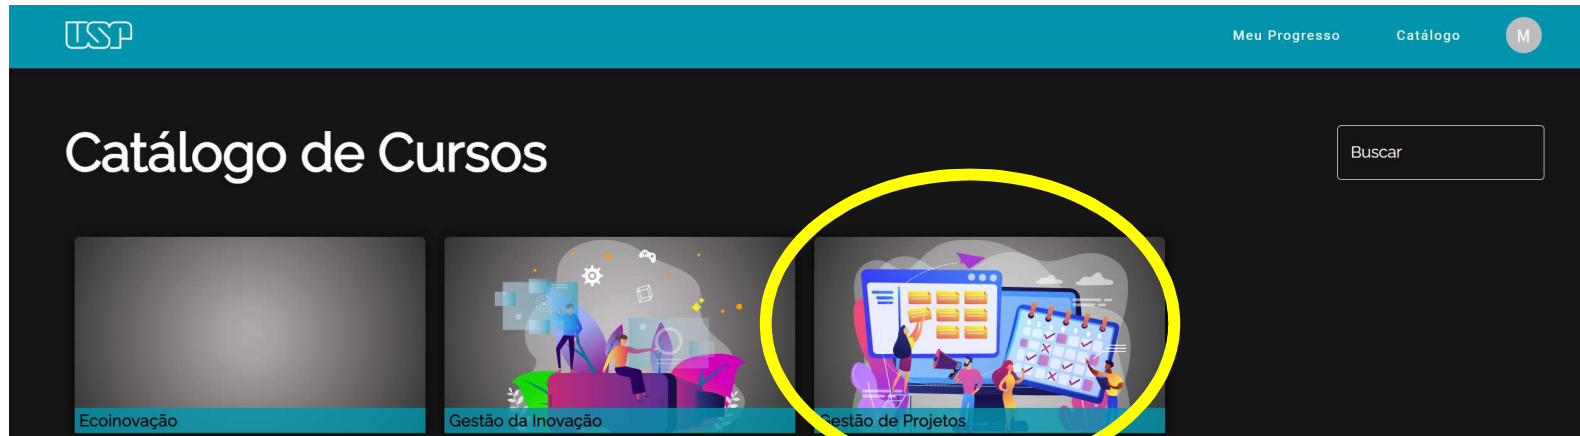 USP
Meu Progresso
Catálogo
M
Catálogo de Cursos
Buscar
Ecoinovação
Gestão da Inovação
Gestão de Projetos